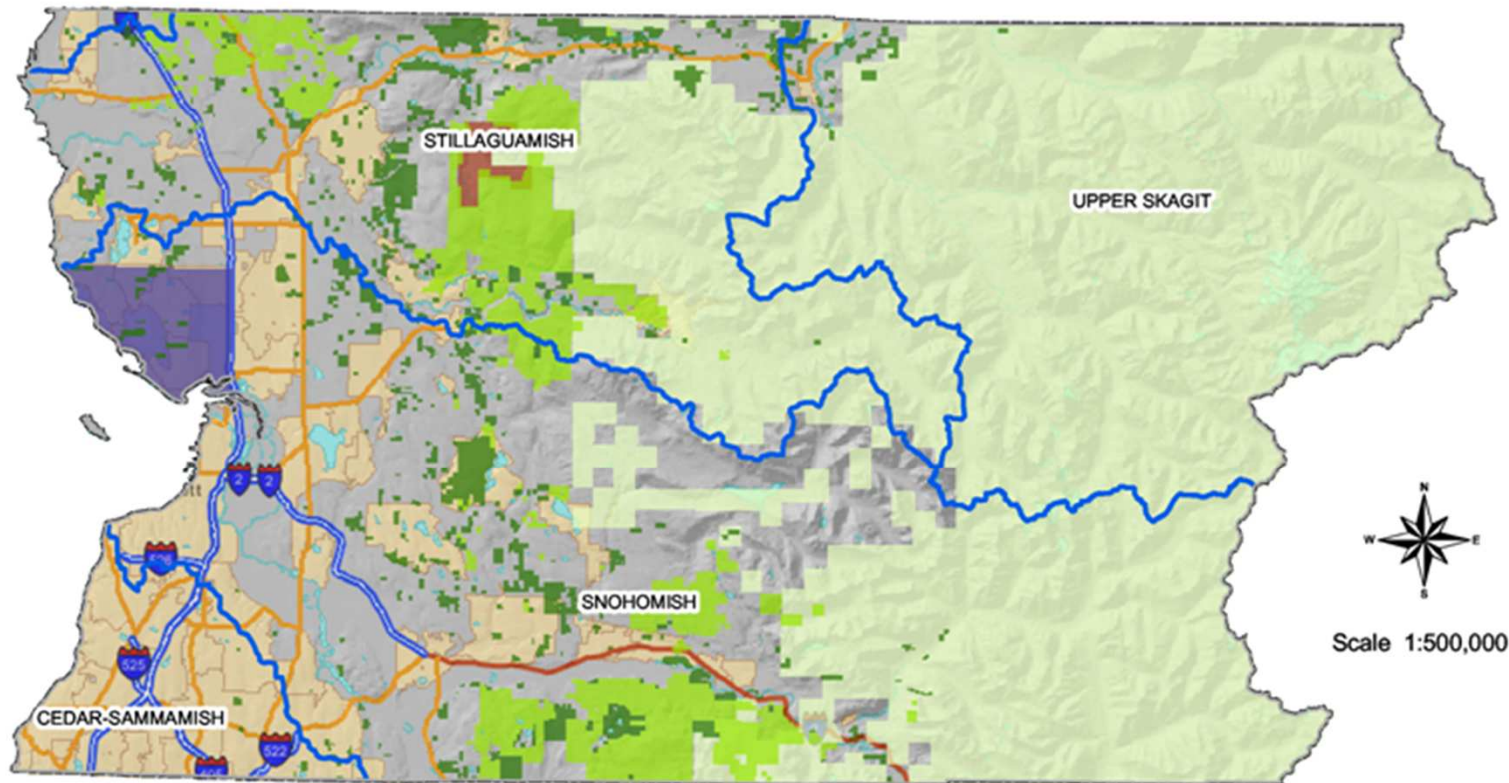 STILLAGUAMISH
UPPER SKAGIT
2 2
N
W E
S
SNOHOMISH
Scale 1:500,000
525
CEDAR-SAMMAMISH
522